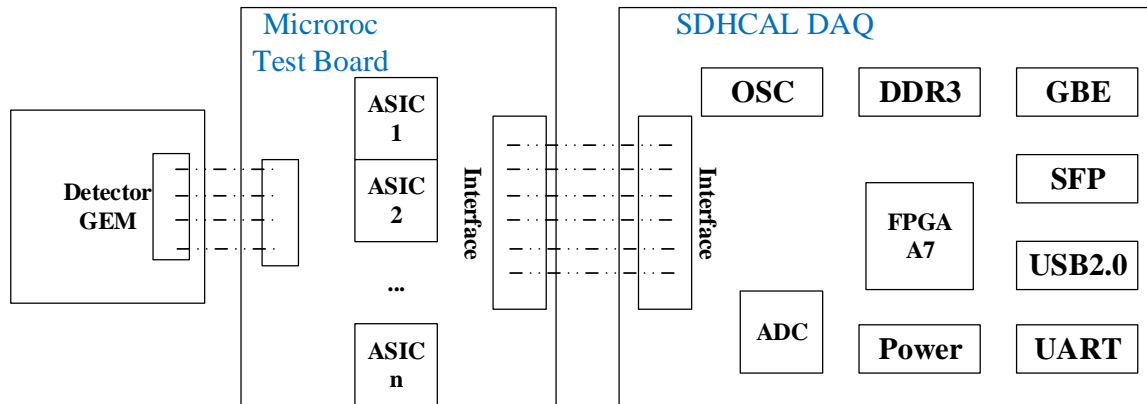 Microroc
Test Board
SDHCAL DAQ
Detector
GEM
ASIC
1
ASIC
2
...
ASIC
n
Interface
Interface
OSC
DDR3
GBE
SFP
FPGA
A7
USB2.0
ADC
Power
UART